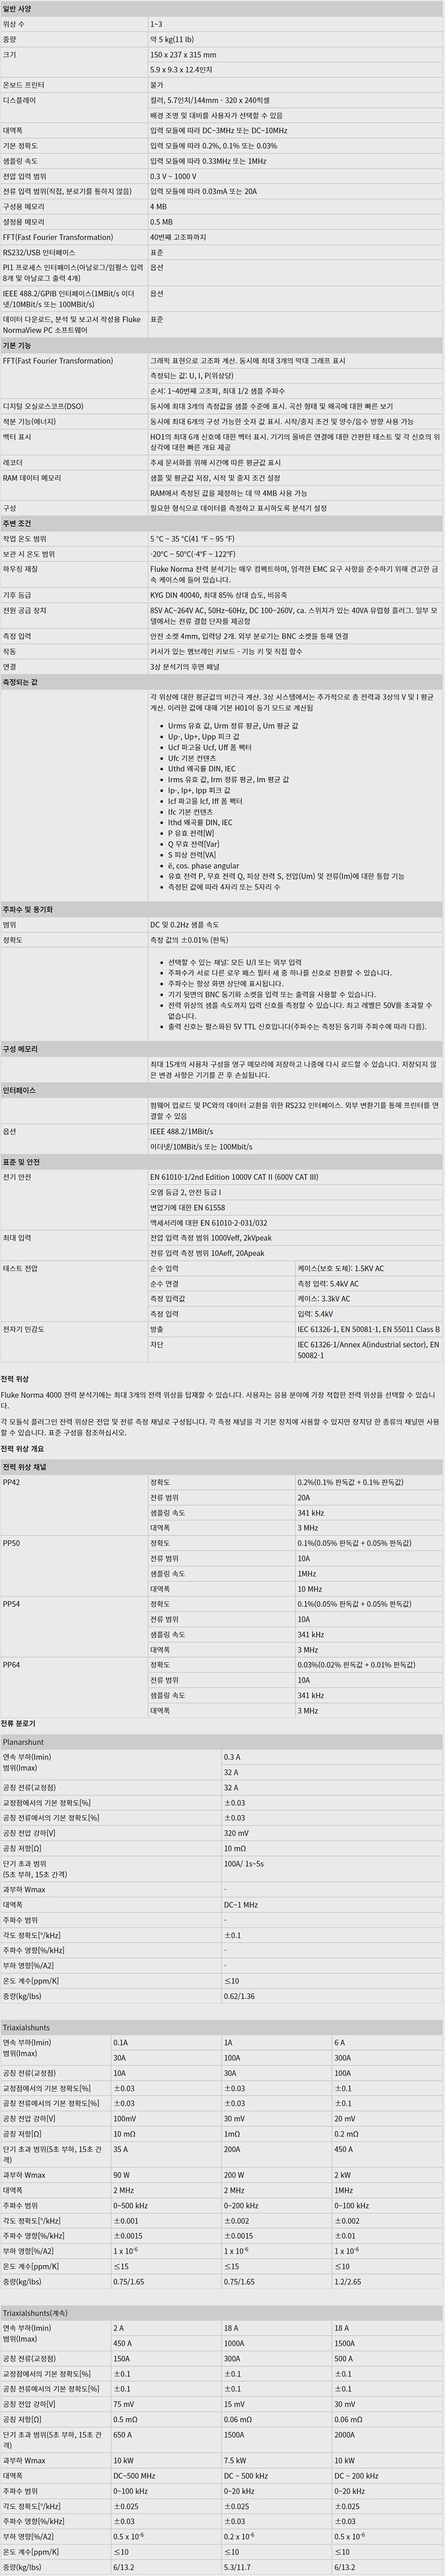 일반 사양
위상 수 1~3
중량 약 5 kg(11 lb)
크기 150 x 237 x 315 mm
5.9 x 9.3 x 12.4인치
온보드 프린터 불가
디스플레이 컬러, 5.7인치/144mm - 320 x 240픽셀
배경 조명 및 대비를 사용자가 선택할 수 있음
대역폭 입력 모듈에 따라 DC~3MHz 또는 DC~10MHz
기본 정확도 입력 모듈에 따라 0.2%, 0.1% 또는 0.03%
샘플링 속도 입력 모듈에 따라 0.33MHz 또는 1MHz
전압 입력 범위 0.3 V ~ 1000 V
전류 입력 범위(직접, 분로기를 통하지 않음) 입력 모듈에 따라 0.03mA 또는 20A
구성용 메모리 4 MB
설정용 메모리 0.5 MB
FFT(Fast Fourier Transformation) 40번째 고조파까지
RS232/USB 인터페이스 표준
PI1 프로세스 인터페이스(아날로그/임펄스 입력 8개 및 아날로그 출력 4개) 옵션
IEEE 488.2/GPIB 인터페이스(1MBit/s 이더넷/10MBit/s 또는 100MBit/s) 옵션
데이터 다운로드, 분석 및 보고서 작성용 Fluke NormaView PC 소프트웨어 표준
기본 기능
FFT(Fast Fourier Transformation) 그래픽 표현으로 고조파 계산. 동시에 최대 3개의 막대 그래프 표시
측정되는 값: U, I, P(위상당)
순서: 1~40번째 고조파, 최대 1/2 샘플 주파수
디지털 오실로스코프(DSO) 동시에 최대 3개의 측정값을 샘플 수준에 표시. 곡선 형태 및 왜곡에 대한 빠른 보기
적분 기능(에너지) 동시에 최대 6개의 구성 가능한 숫자 값 표시. 시작/중지 조건 및 양수/음수 방향 사용 가능
벡터 표시 HO1의 최대 6개 신호에 대한 벡터 표시. 기기의 올바른 연결에 대한 간편한 테스트 및 각 신호의 위상각에 대한 빠른 개요 제공
레코더 추세 문서화를 위해 시간에 따른 평균값 표시
RAM 데이터 메모리 샘플 및 평균값 저장, 시작 및 중지 조건 설정
RAM에서 측정된 값을 재정하는 데 약 4MB 사용 가능
구성 필요한 형식으로 데이터를 측정하고 표시하도록 분석기 설정
주변 조건
작업 온도 범위 5 °C ~ 35 °C(41 °F ~ 95 °F)
보관 시 온도 범위 -20°C ~ 50°C(-4°F ~ 122°F)
하우징 재질 Fluke Norma 전력 분석기는 매우 컴팩트하며, 엄격한 EMC 요구 사항을 준수하기 위해 견고한 금속 케이스에 들어 있습니다.
기후 등급 KYG DIN 40040, 최대 85% 상대 습도, 비응축
전원 공급 장치 85V AC~264V AC, 50Hz~60Hz, DC 100~260V, ca. 스위치가 있는 40VA 유럽형 플러그. 일부 모델에서는 전류 결합 단자를 제공함
측정 입력 안전 소켓 4mm, 입력당 2개. 외부 분로기는 BNC 소켓을 통해 연결
작동 커서가 있는 멤브레인 키보드 - 기능 키 및 직접 함수
연결 3상 분석기의 후면 패널
측정되는 값
각 위상에 대한 평균값의 비간극 계산. 3상 시스템에서는 추가적으로 총 전력과 3상의 V 및 I 평균 계산. 이러한 값에 대해 기본 H01이 동기 모드로 계산됨
• Urms 유효 값, Urm 정류 평균, Um 평균 값
• Up-, Up+, Upp 피크 값
• Ucf 파고율 Ucf, Uff 폼 팩터
• Ufc 기본 컨텐츠
• Uthd 왜곡률 DIN, IEC
• Irms 유효 값, Irm 정류 평균, Im 평균 값
• Ip-, Ip+, Ipp 피크 값
• Icf 파고율 Icf, Iff 폼 팩터
• Ifc 기본 컨텐츠
• Ithd 왜곡률 DIN, IEC
• P 유효 전력[W]
• Q 무효 전력[Var]
• S 피상 전력[VA]
• ë, cos. phase angular
• 유효 전력 P, 무효 전력 Q, 피상 전력 S, 전압(Um) 및 전류(Im)에 대한 통합 기능
• 측정된 값에 따라 4자리 또는 5자리 수
주파수 및 동기화
범위 DC 및 0.2Hz 샘플 속도
정확도 측정 값의 ±0.01% (판독)
• 선택할 수 있는 채널: 모든 U/I 또는 외부 입력
• 주파수가 서로 다른 로우 패스 필터 세 중 하나를 신호로 전환할 수 있습니다.
• 주파수는 항상 화면 상단에 표시됩니다.
• 기기 뒷면의 BNC 동기화 소켓을 입력 또는 출력을 사용할 수 있습니다.
• 전력 위상의 샘플 속도까지 입력 신호를 측정할 수 있습니다. 최고 레벨은 50V를 초과할 수 없습니다.
• 출력 신호는 펄스화된 5V TTL 신호입니다(주파수는 측정된 동기화 주파수에 따라 다름).
구성 메모리
최대 15개의 사용자 구성을 영구 메모리에 저장하고 나중에 다시 로드할 수 있습니다. 저장되지 않은 변경 사항은 기기를 끈 후 손실됩니다.
인터페이스
펌웨어 업로드 및 PC와의 데이터 교환을 위한 RS232 인터페이스. 외부 변환기를 통해 프린터를 연결할 수 있음
옵션 IEEE 488.2/1MBit/s
이더넷/10MBit/s 또는 100Mbit/s
표준 및 안전
전기 안전 EN 61010-1/2nd Edition 1000V CAT II (600V CAT III)
오염 등급 2, 안전 등급 I
변압기에 대한 EN 61558
액세서리에 대한 EN 61010-2-031/032
최대 입력 전압 입력 측정 범위 1000Veff, 2kVpeak
전류 입력 측정 범위 10Aeff, 20Apeak
테스트 전압 순수 입력 케이스(보호 도체): 1.5KV AC
순수 연결 측정 입력: 5.4kV AC
측정 입력값 케이스: 3.3kV AC
측정 입력 입력: 5.4kV
전자기 민감도 방출 IEC 61326-1, EN 50081-1, EN 55011 Class B
차단 IEC 61326-1/Annex A(industrial sector), EN 50082-1
전력 위상
Fluke Norma 4000 전력 분석기에는 최대 3개의 전력 위상을 탑재할 수 있습니다. 사용자는 응용 분야에 가장 적합한 전력 위상을 선택할 수 있습니다.
각 모듈식 플러그인 전력 위상은 전압 및 전류 측정 채널로 구성됩니다. 각 측정 채널을 각 기본 장치에 사용할 수 있지만 장치당 한 종류의 채널만 사용할 수 있습니다. 표준 구성을 참조하십시오.
전력 위상 개요
전력 위상 채널
PP42 정확도 0.2%(0.1% 판독값 + 0.1% 판독값)
전류 범위 20A
샘플링 속도 341 kHz
대역폭 3 MHz
PP50 정확도 0.1%(0.05% 판독값 + 0.05% 판독값)
전류 범위 10A
샘플링 속도 1MHz
대역폭 10 MHz
PP54 정확도 0.1%(0.05% 판독값 + 0.05% 판독값)
전류 범위 10A
샘플링 속도 341 kHz
대역폭 3 MHz
PP64 정확도 0.03%(0.02% 판독값 + 0.01% 판독값)
전류 범위 10A
샘플링 속도 341 kHz
대역폭 3 MHz
전류 분로기
Planarshunt
연속 부하(Imin) 0.3 A
범위(Imax) 32 A
공칭 전류(교정점) 32 A
교정점에서의 기본 정확도[%] ±0.03
공칭 전류에서의 기본 정확도[%] ±0.03
공칭 전압 강하[V] 320 mV
공칭 저항[Ω] 10 mΩ
단기 초과 범위 100A/ 1s~5s
(5초 부하, 15초 간격)
과부하 Wmax -
대역폭 DC~1 MHz
주파수 범위 -
각도 정확도[°/kHz] ±0.1
주파수 영향[%/kHz] -
부하 영향[%/A2] -
온도 계수[ppm/K] ≤10
중량(kg/lbs) 0.62/1.36
Triaxialshunts
연속 부하(Imin) 0.1A 1A 6 A
범위(Imax) 30A 100A 300A
공칭 전류(교정점) 10A 30A 100A
교정점에서의 기본 정확도[%] ±0.03 ±0.03 ±0.1
공칭 전류에서의 기본 정확도[%] ±0.03 ±0.03 ±0.1
공칭 전압 강하[V] 100mV 30 mV 20 mV
공칭 저항[Ω] 10 mΩ 1mΩ 0.2 mΩ
단기 초과 범위(5초 부하, 15초 간격) 35 A 200A 450 A
과부하 Wmax 90 W 200 W 2 kW
대역폭 2 MHz 2 MHz 1MHz
주파수 범위 0~500 kHz 0~200 kHz 0~100 kHz
각도 정확도[°/kHz] ±0.001 ±0.002 ±0.002
주파수 영향[%/kHz] ±0.0015 ±0.0015 ±0.01
부하 영향[%/A2] 1 x 10⁻⁶ 1 x 10⁻⁶ 1 x 10⁻⁶
온도 계수[ppm/K] ≤15 ≤15 ≤10
중량(kg/lbs) 0.75/1.65 0.75/1.65 1.2/2.65
Triaxialshunts(계속)
연속 부하(Imin) 2 A 18 A 18 A
범위(Imax) 450 A 1000A 1500A
공칭 전류(교정점) 150A 300A 500 A
교정점에서의 기본 정확도[%] ±0.1 ±0.1 ±0.1
공칭 전류에서의 기본 정확도[%] ±0.1 ±0.1 ±0.1
공칭 전압 강하[V] 75 mV 15 mV 30 mV
공칭 저항[Ω] 0.5 mΩ 0.06 mΩ 0.06 mΩ
단기 초과 범위(5초 부하, 15초 간격) 650 A 1500A 2000A
과부하 Wmax 10 kW 7.5 kW 10 kW
대역폭 DC~500 MHz DC ~ 500 kHz DC ~ 200 kHz
주파수 범위 0~100 kHz 0~20 kHz 0~20 kHz
각도 정확도[°/kHz] ±0.025 ±0.025 ±0.025
주파수 영향[%/kHz] ±0.03 ±0.03 ±0.03
부하 영향[%/A2] 0.5 x 10⁻⁶ 0.2 x 10⁻⁶ 0.5 x 10⁻⁶
온도 계수[ppm/K] ≤10 ≤10 ≤10
중량(kg/lbs) 6/13.2 5.3/11.7 6/13.2